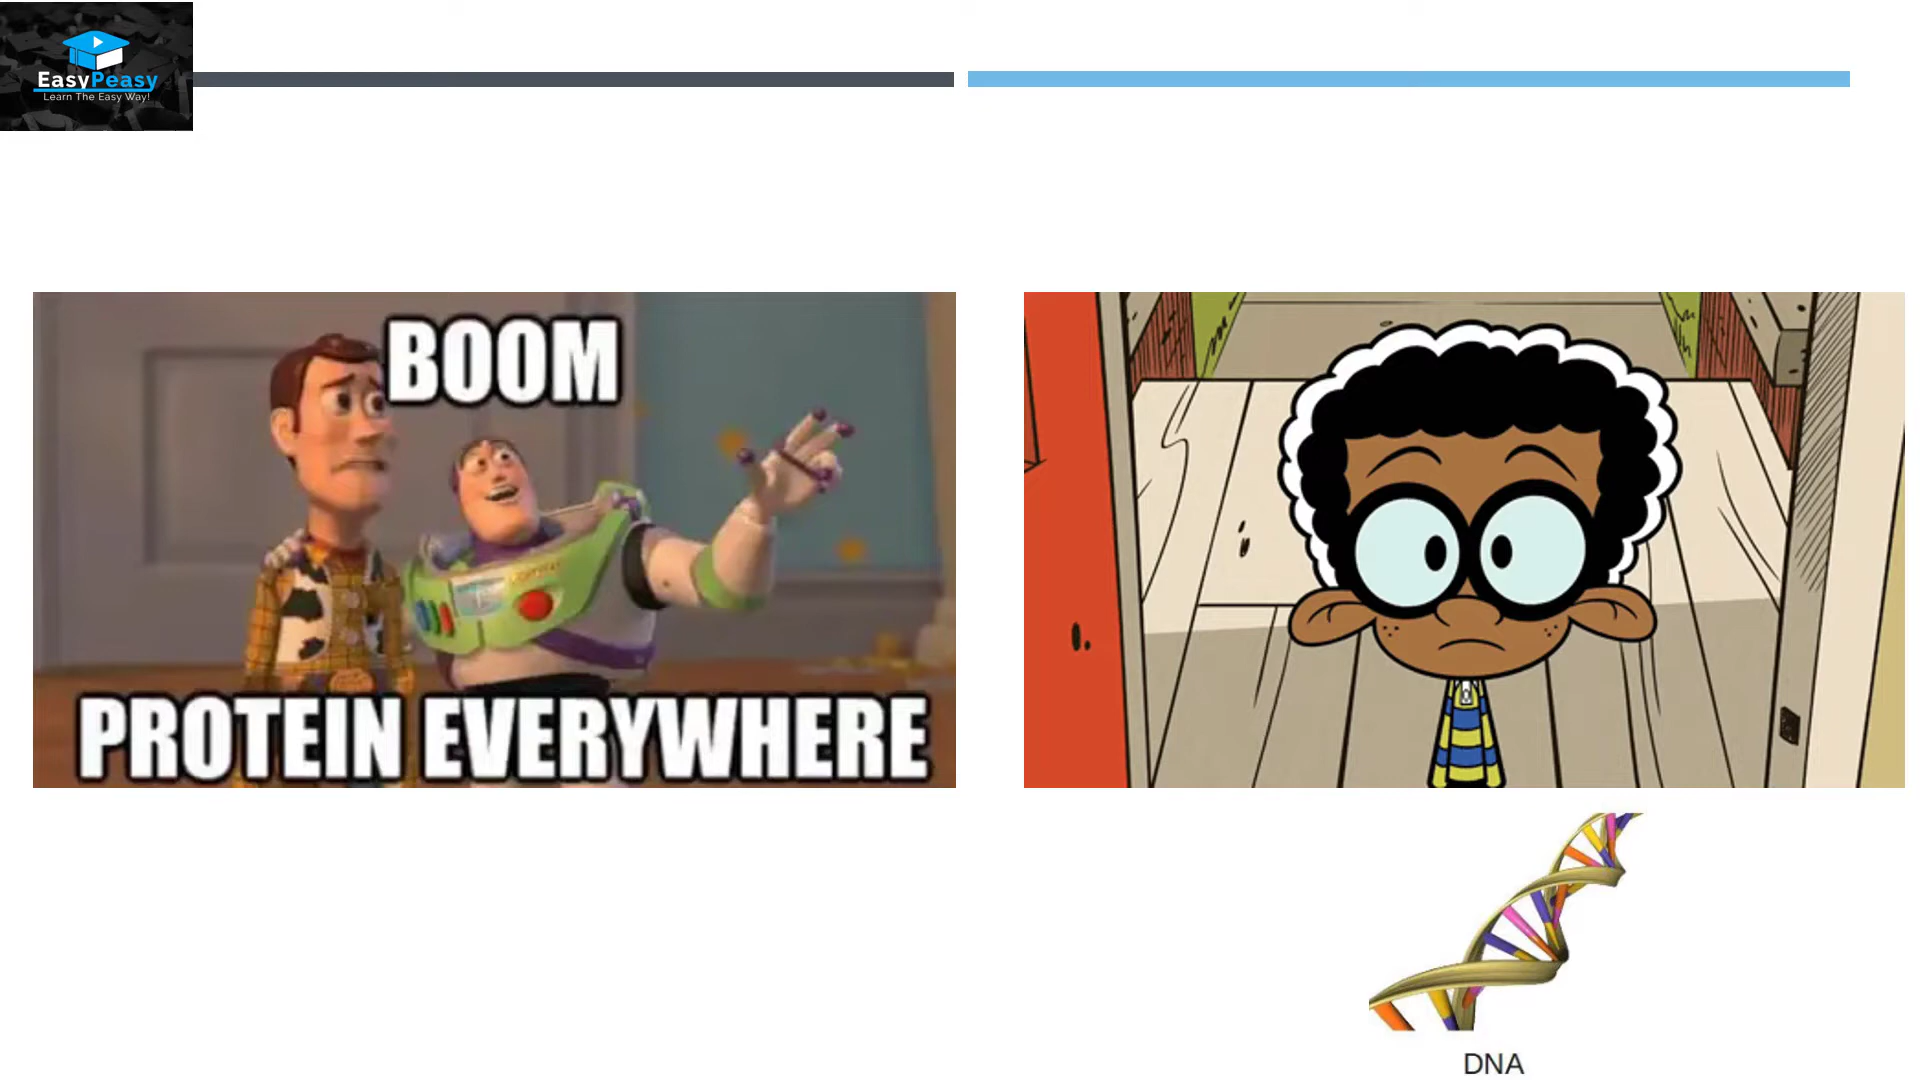 EasyPeasy
Learn The Easy Way!
BOOM
PROTEIN EVERYWHERE
DNA